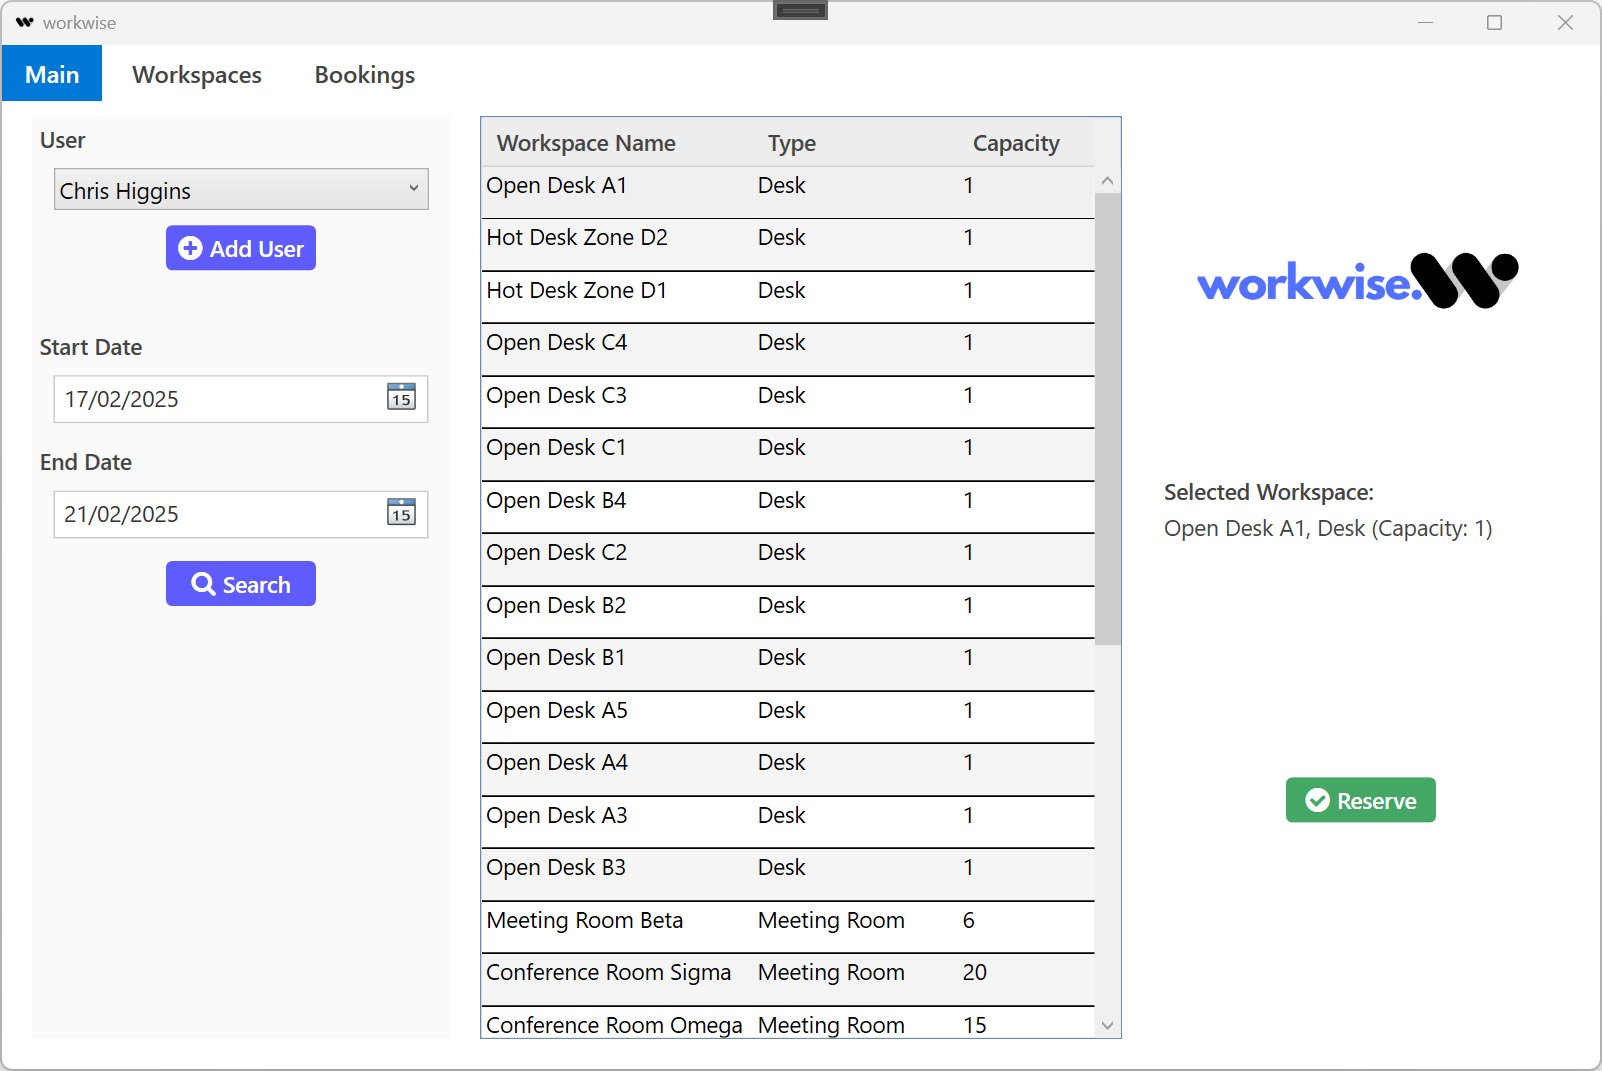 workwise
Main Workspaces Bookings
User
Chris Higgins
Add User
Start Date
17/02/2025
15
End Date
21/02/2025
15
Search
Workspace Name Type Capacity
Open Desk A1 Desk 1
Hot Desk Zone D2 Desk 1
Hot Desk Zone D1 Desk 1
Open Desk C4 Desk 1
Open Desk C3 Desk 1
Open Desk C1 Desk 1
Open Desk B4 Desk 1
Open Desk C2 Desk 1
Open Desk B2 Desk 1
Open Desk B1 Desk 1
Open Desk A5 Desk 1
Open Desk A4 Desk 1
Open Desk A3 Desk 1
Open Desk B3 Desk 1
Meeting Room Beta Meeting Room 6
Conference Room Sigma Meeting Room 20
Conference Room Omega Meeting Room 15
workwise.
Selected Workspace:
Open Desk A1, Desk (Capacity: 1)
Reserve